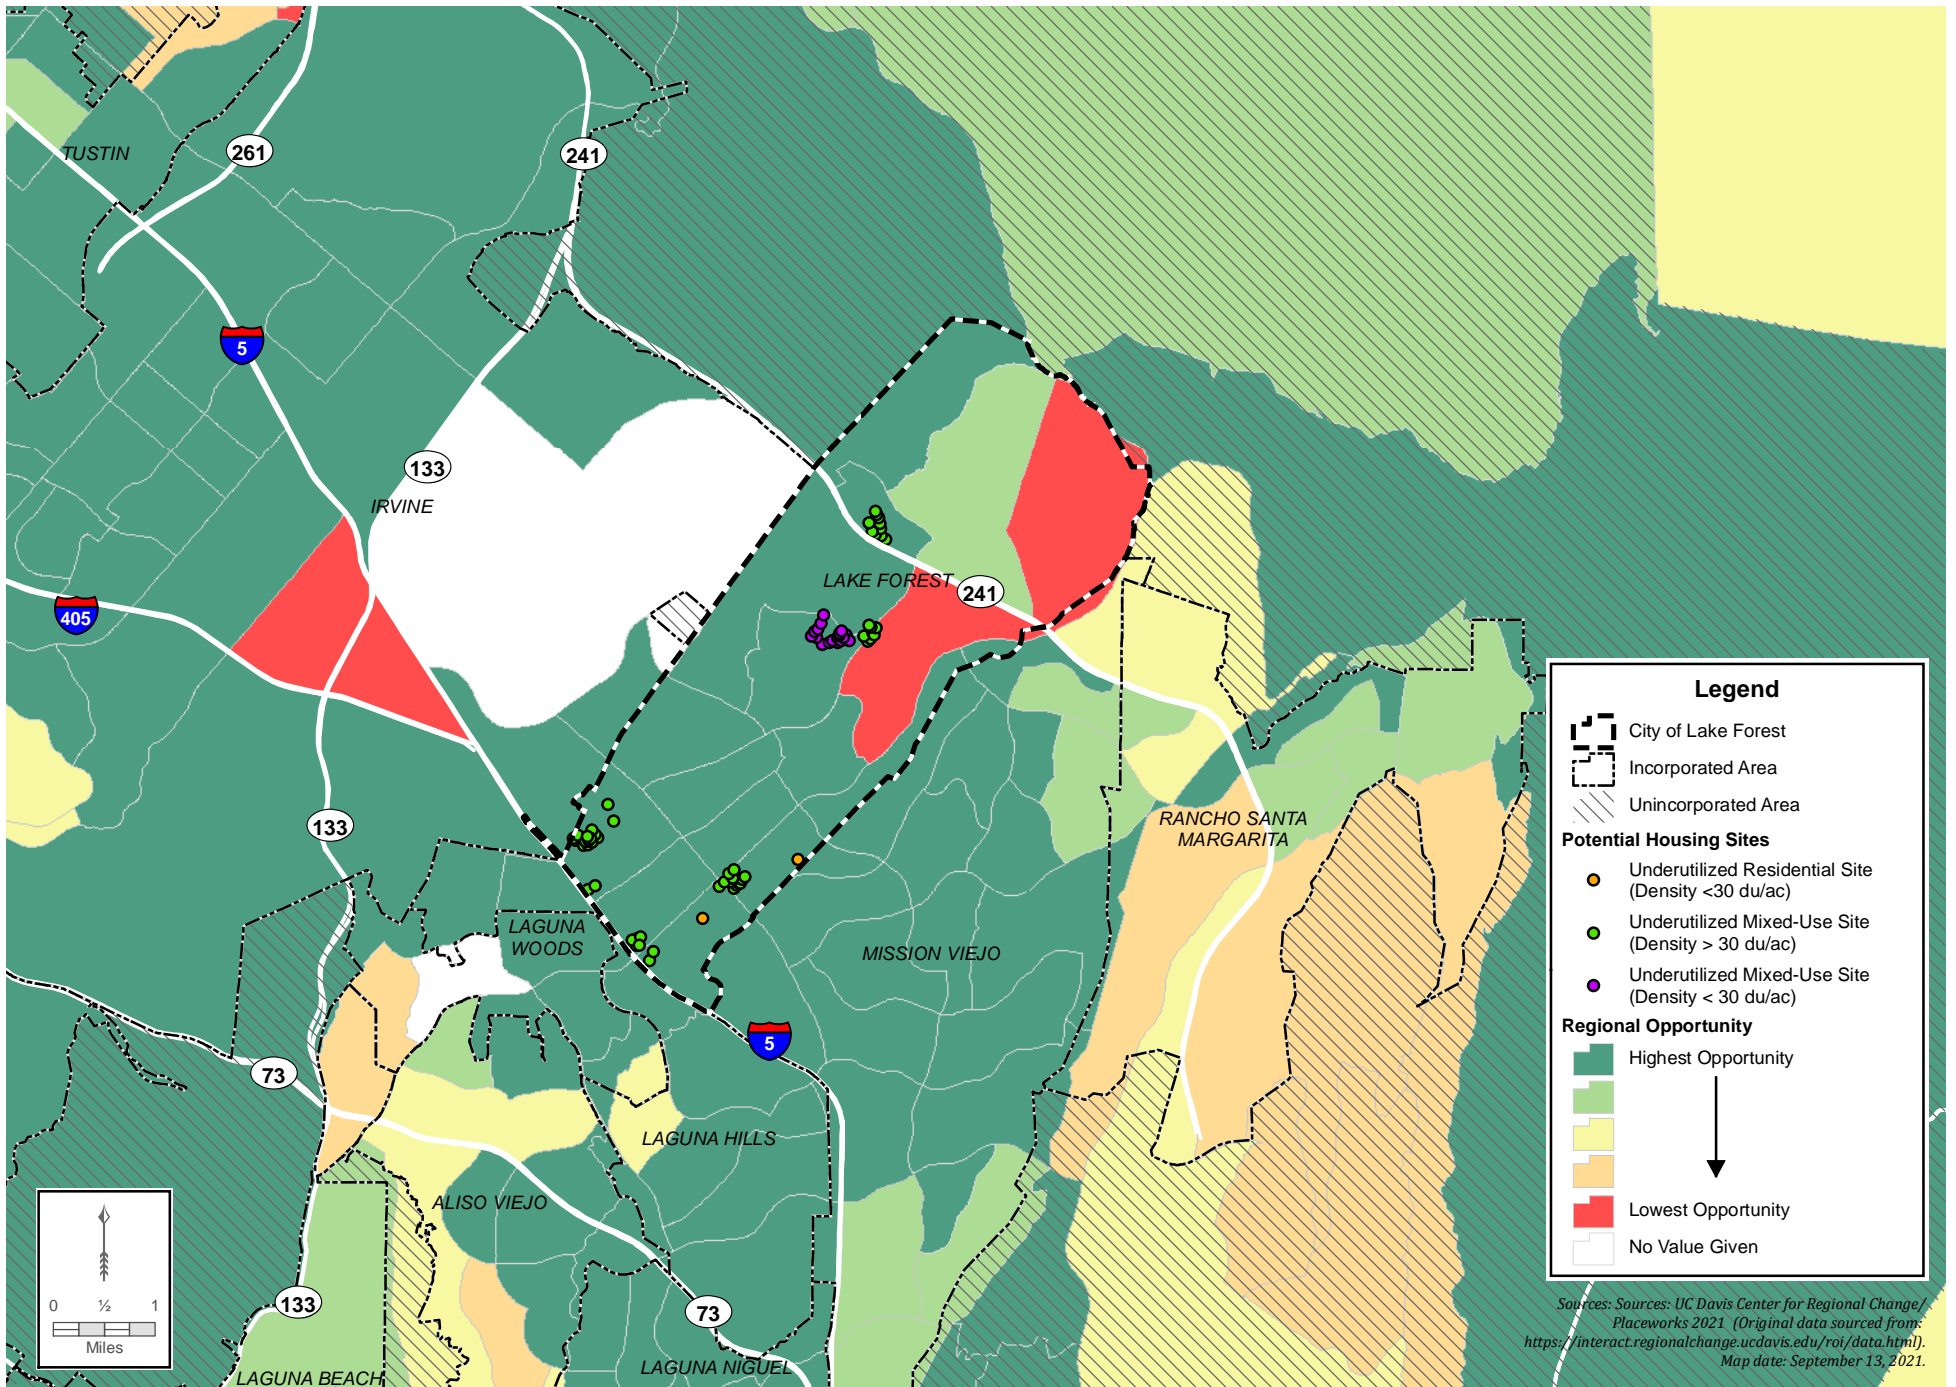 TUSTIN
261
241
5
133
IRVINE
405
LAKE FOREST
241
133
RANCHO SANTA
MARGARITA
LAGUNA
WOODS
MISSION VIEJO
5
73
LAGUNA HILLS
ALISO VIEJO
133
73
LAGUNA NIGUEL
LAGUNA BEACH
0 ½ 1
Miles
Legend
City of Lake Forest
Incorporated Area
Unincorporated Area
Potential Housing Sites
Underutilized Residential Site
(Density <30 du/ac)
Underutilized Mixed-Use Site
(Density > 30 du/ac)
Underutilized Mixed-Use Site
(Density < 30 du/ac)
Regional Opportunity
Highest Opportunity
Lowest Opportunity
No Value Given
Sources: Sources: UC Davis Center for Regional Change/
Placeworks 2021 (Original data sourced from:
https://interact.regionalchange.ucdavis.edu/roi/data.html).
Map date: September 13, 2021.